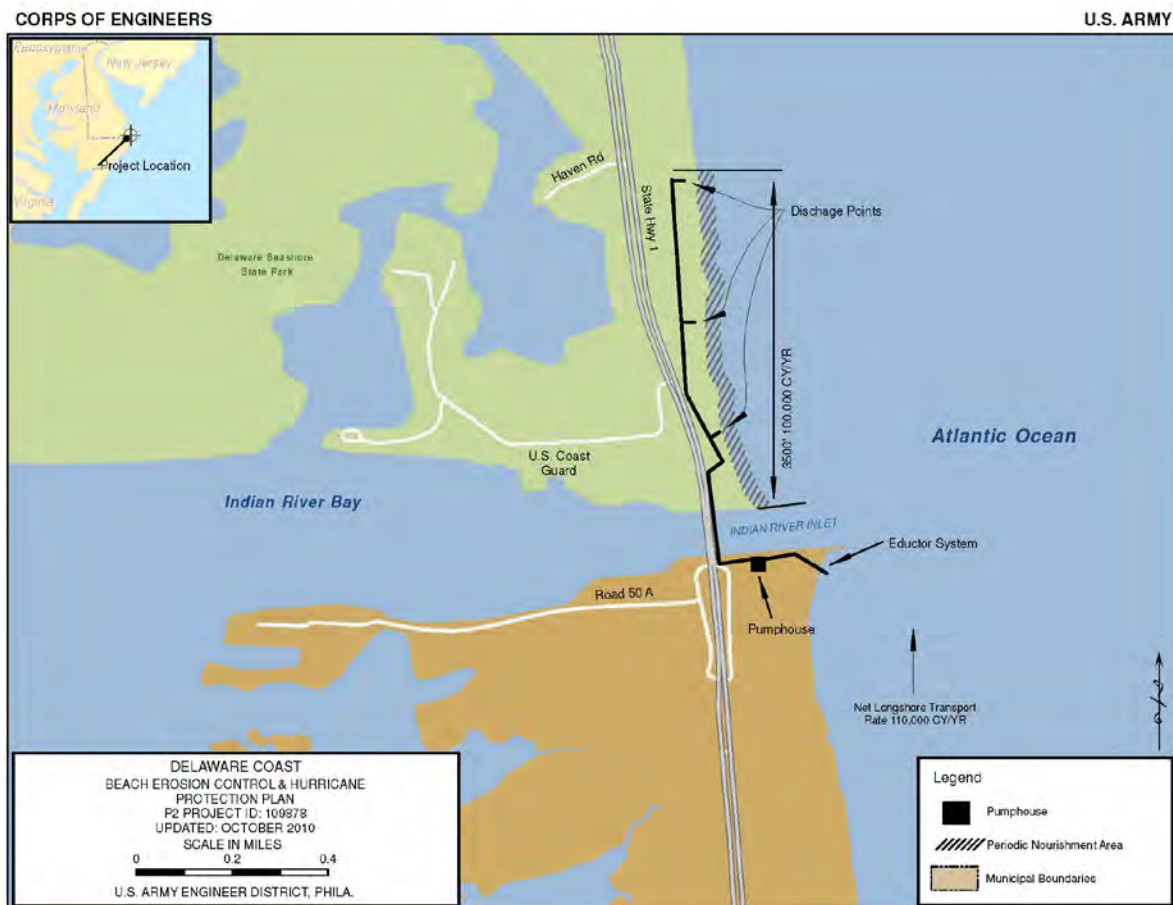 CORPS OF ENGINEERS
U.S. ARMY
Pennsylvania
New Jersey
Maryland
Project Location
Virginia
Haven Rd
State Hwy 1
Dischage Points
Delaware Seashore
State Park
3500' 100,000 CY/YR
Atlantic Ocean
U.S. Coast
Guard
Indian River Bay
INDIAN RIVER INLET
Eductor System
Road 50 A
Pumphouse
Net Longshore Transport
Rate 110,000 CY/YR
DELAWARE COAST
BEACH EROSION CONTROL & HURRICANE
PROTECTION PLAN
P2 PROJECT ID: 109878
UPDATED: OCTOBER 2010
SCALE IN MILES
0 0.2 0.4
U.S. ARMY ENGINEER DISTRICT, PHILA.
Legend
Pumphouse
Periodic Nourishment Area
Municipal Boundaries